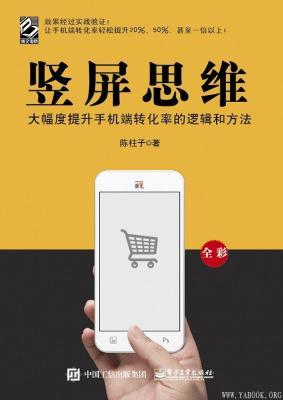 效果经过实战验证！
让手机端转化率轻松提升20%、50%、甚至一倍以上！
竖屏思维
大幅度提升手机端转化率的逻辑和方法
陈柱子 著
全彩
Ps
中国工信出版集团
电子工业出版社
WWW.YABOOK.ORG